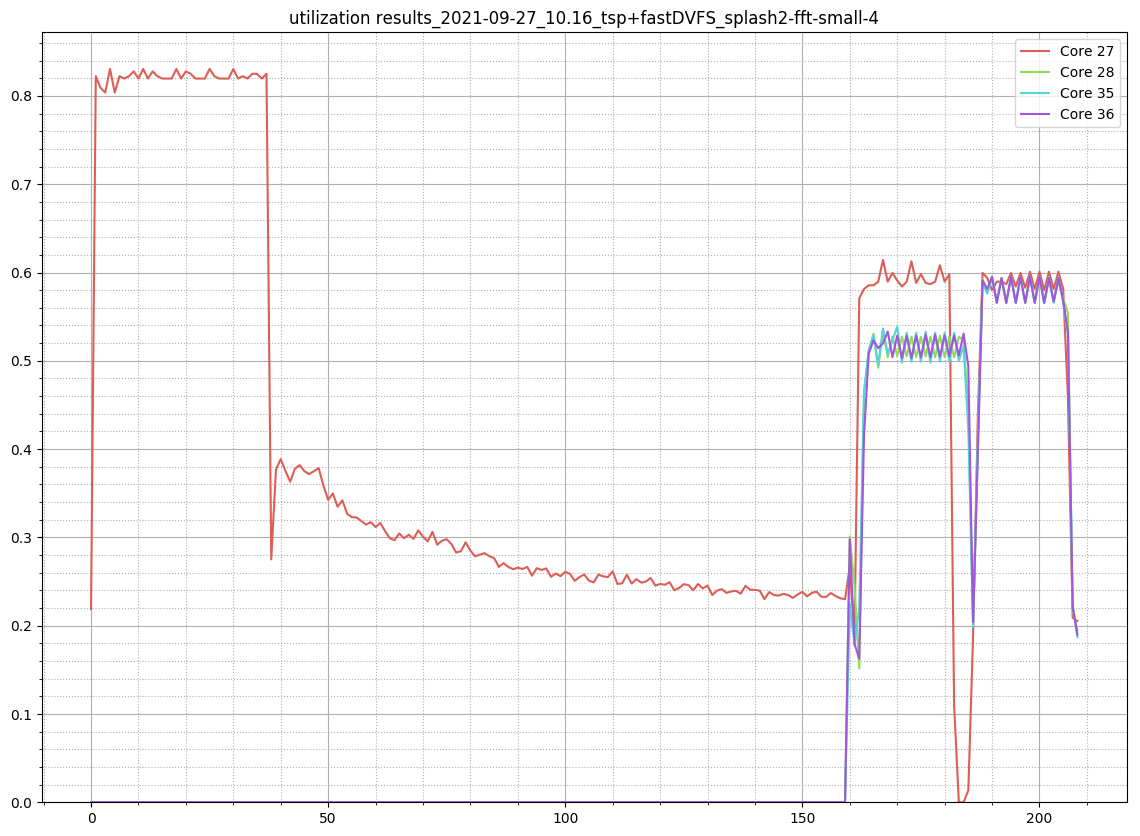 utilization results_2021-09-27_10.16_tsp+fastDVFS_splash2-fft-small-4
Core 27
Core 28
Core 35
Core 36
0.8
0.7
0.6
0.5
0.4
0.3
0.2
0.1
0.0
0 50 100 150 200